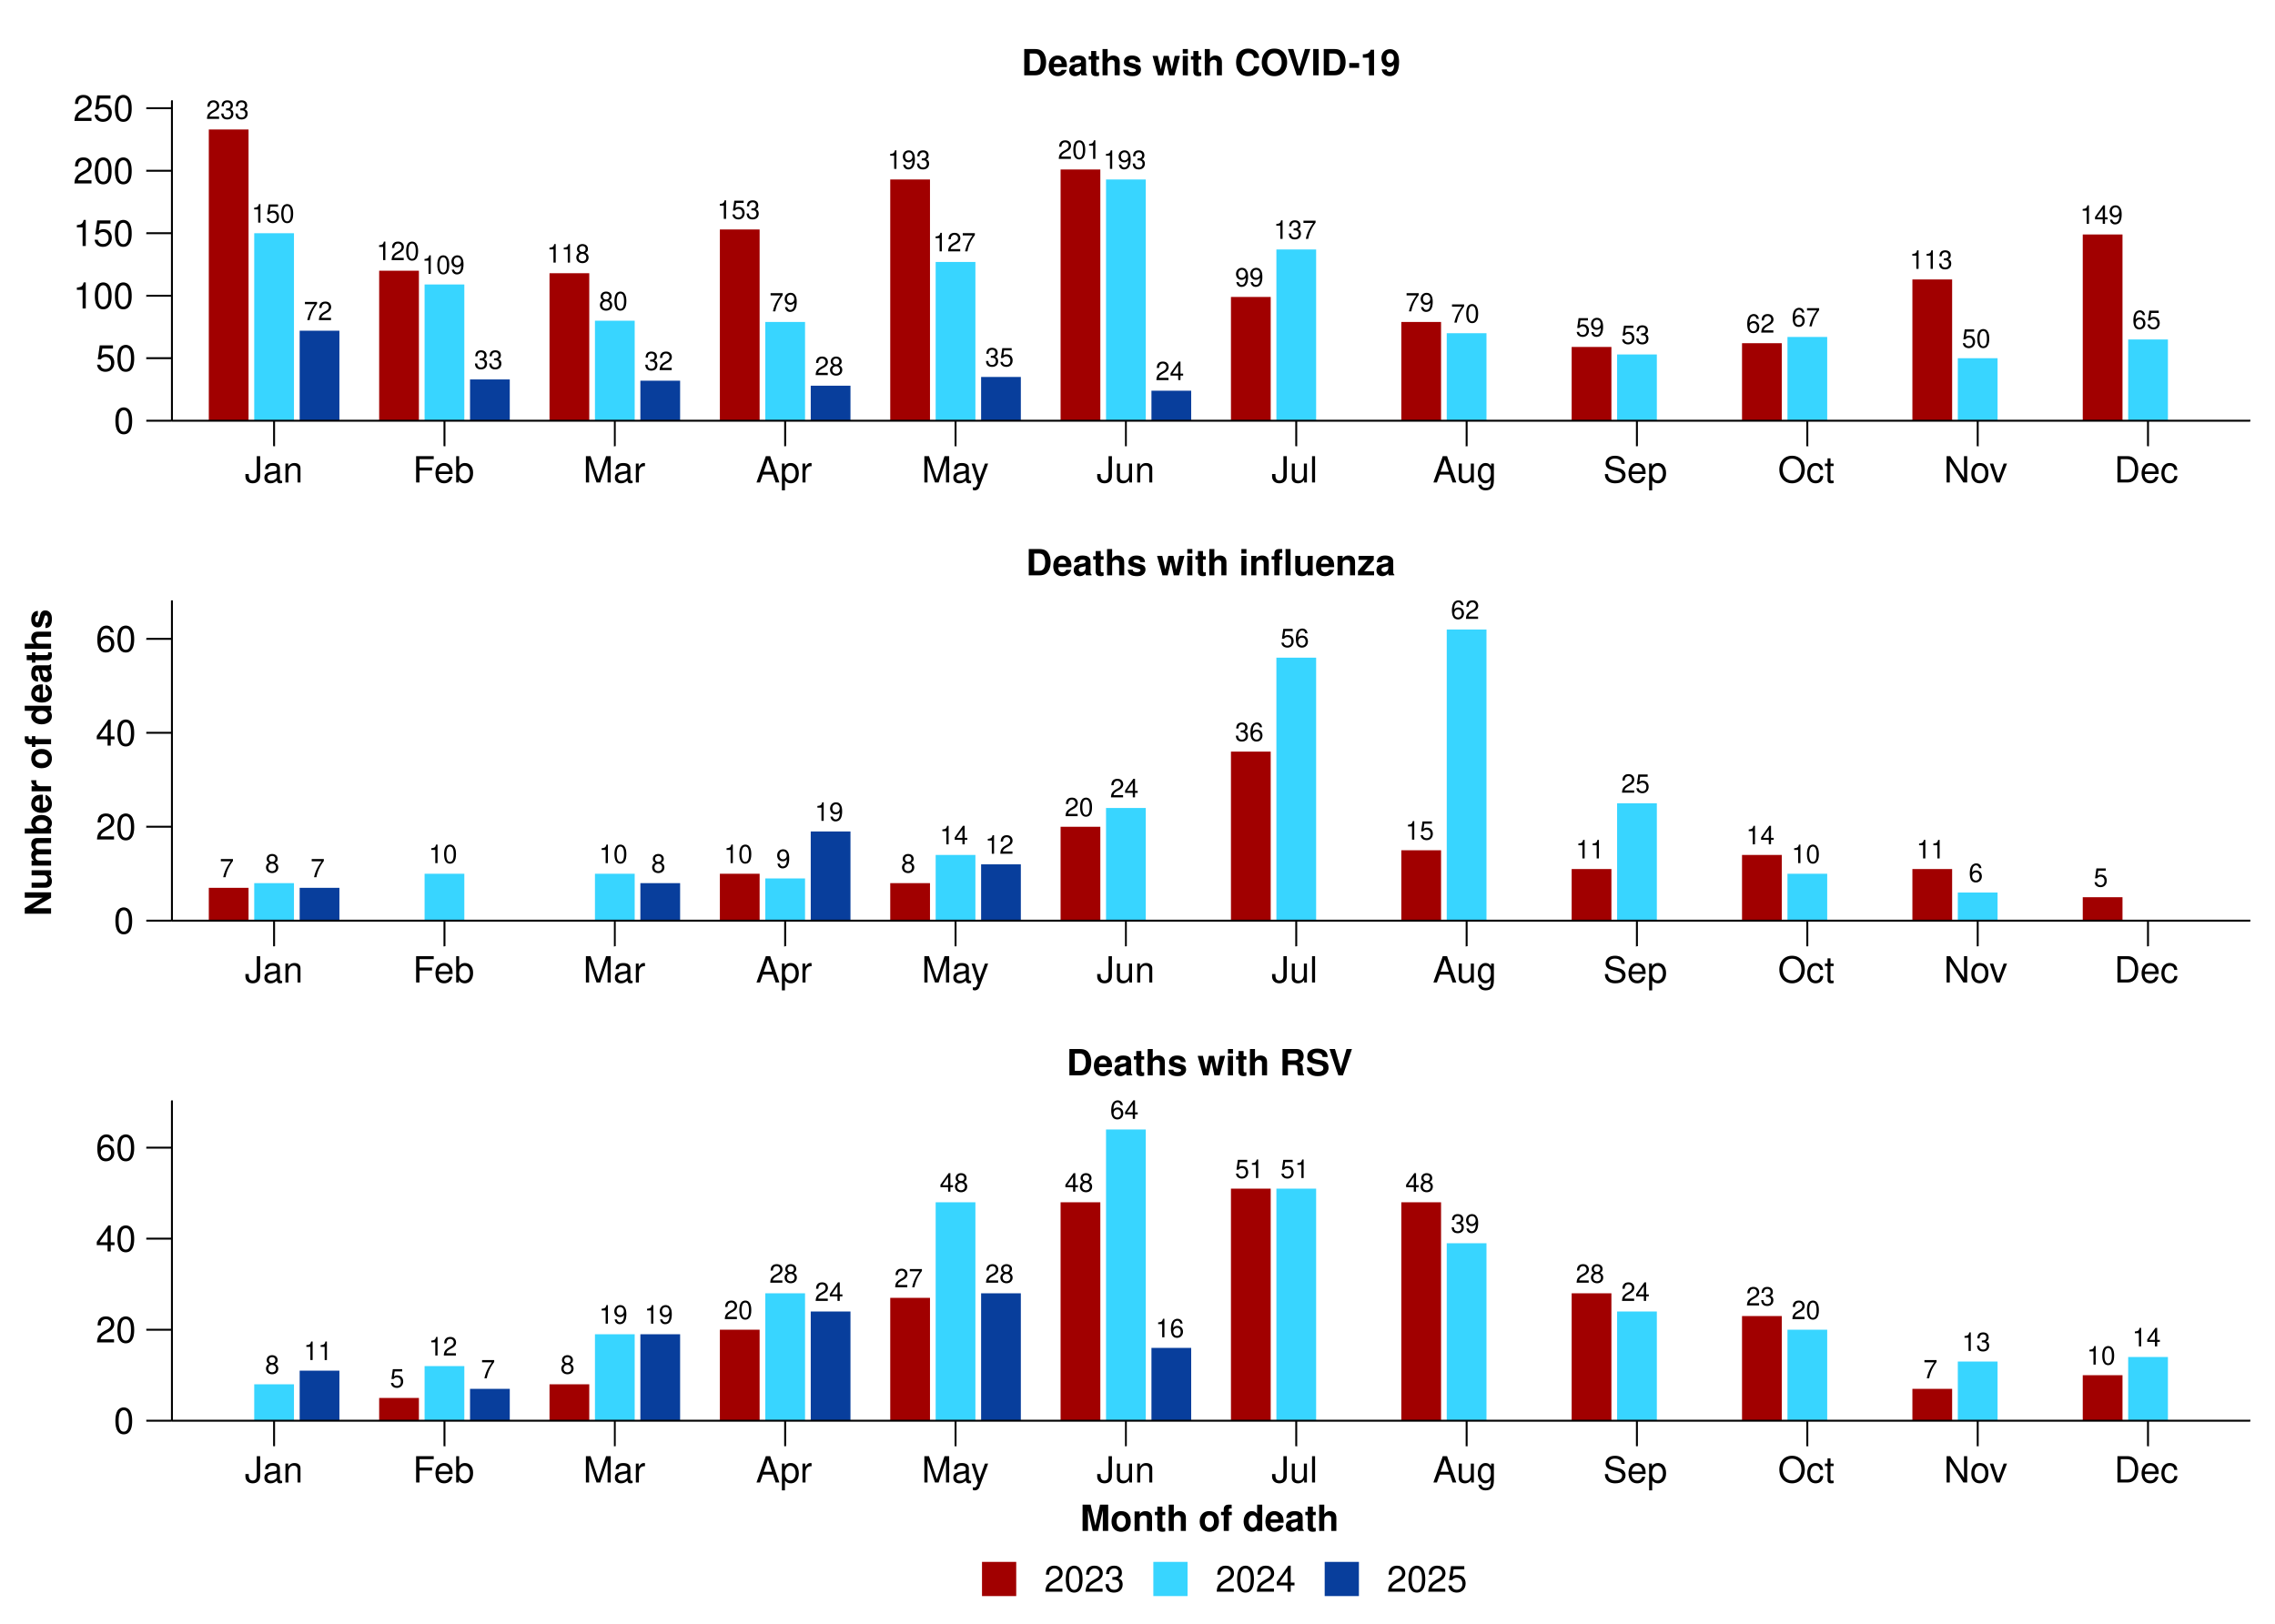 Deaths with COVID-19
250
200
150
100
50
0
233 150 72 120 109 33 118 80 32 153 79 28 193 127 35 201 193 24 99 137 79 70 59 53 62 67 113 50 149 65
Jan Feb Mar Apr May Jun Jul Aug Sep Oct Nov Dec
Number of deaths
Deaths with influenza
60
40
20
0
7 8 7 10 10 8 10 9 19 8 14 12 20 24 36 56 15 62 11 25 14 10 11 6 5
Jan Feb Mar Apr May Jun Jul Aug Sep Oct Nov Dec
Deaths with RSV
60
40
20
0
8 11 5 12 7 8 19 19 20 28 24 27 48 28 48 64 16 51 51 48 39 28 24 23 20 7 13 10 14
Jan Feb Mar Apr May Jun Jul Aug Sep Oct Nov Dec
Month of death
2023 2024 2025